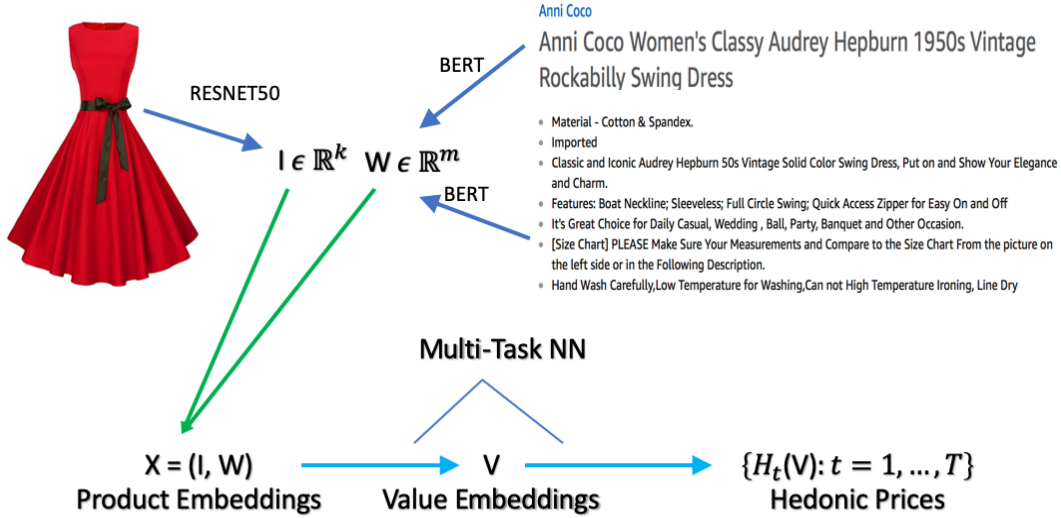 Anni Coco
Anni Coco Women's Classy Audrey Hepburn 1950s Vintage
Rockabilly Swing Dress
BERT
RESNET50
• Material - Cotton & Spandex.
• Imported
• Classic and Iconic Audrey Hepburn 50s Vintage Solid Color Swing Dress, Put on and Show Your Elegance
and Charm.
• Features: Boat Neckline; Sleeveless; Full Circle Swing; Quick Access Zipper for Easy On and Off
• It's Great Choice for Daily Casual, Wedding , Ball, Party, Banquet and Other Occasion.
• [Size Chart] PLEASE Make Sure Your Measurements and Compare to the Size Chart From the picture on
the left side or in the Following Description.
• Hand Wash Carefully,Low Temperature for Washing,Can not High Temperature Ironing, Line Dry
I ϵ ℝ^k W ϵ ℝ^m
BERT
Multi-Task NN
X = (I, W)
Product Embeddings
V
Value Embeddings
{H_t(V): t = 1, ..., T}
Hedonic Prices